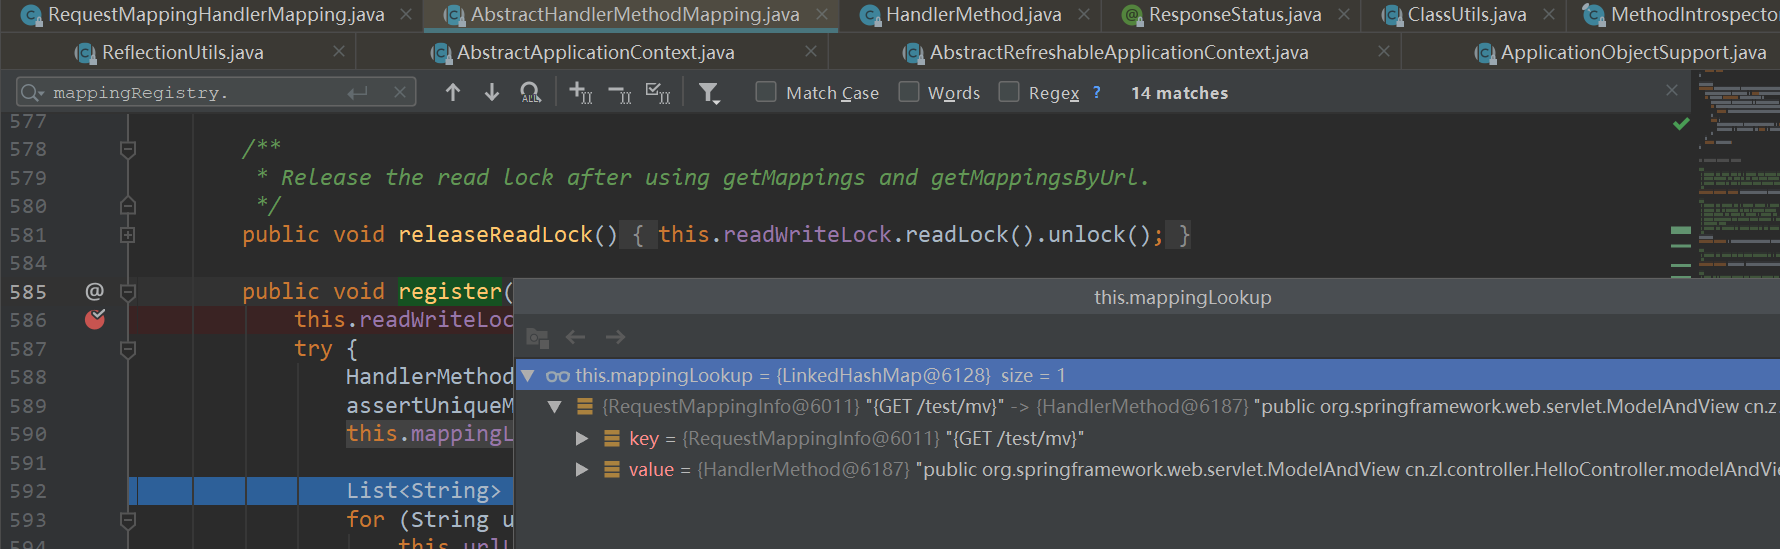 RequestMappingHandlerMapping.java AbstractHandlerMethodMapping.java HandlerMethod.java ResponseStatus.java ClassUtils.java MethodIntrospecto
ReflectionUtils.java AbstractApplicationContext.java AbstractRefreshableApplicationContext.java ApplicationObjectSupport.java
mappingRegistry. ALL Match Case Words Regex ? 14 matches
577
578 /**
579 * Release the read lock after using getMappings and getMappingsByUrl.
580 */
581 public void releaseReadLock() { this.readWriteLock.readLock().unlock(); }
584
585 @ public void register(
586 this.readWriteLoc
587 try {
588 HandlerMethod
589 assertUniqueM
590 this.mappingL
591
592 List<String>
593 for (String u
594 this.urlL
this.mappingLookup
this.mappingLookup = {LinkedHashMap@6128} size = 1
{RequestMappingInfo@6011} "{GET /test/mv}" -> {HandlerMethod@6187} "public org.springframework.web.servlet.ModelAndView cn.z
key = {RequestMappingInfo@6011} "{GET /test/mv}"
value = {HandlerMethod@6187} "public org.springframework.web.servlet.ModelAndView cn.zl.controller.HelloController.modelAndVi